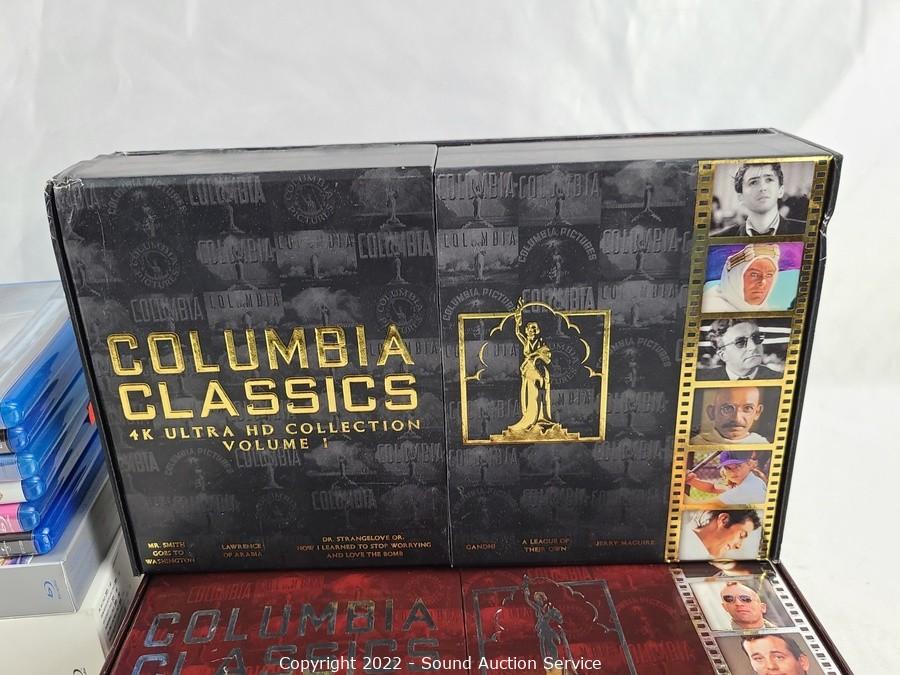 COLUMBIA
CLASSICS
4K ULTRA HD COLLECTION
VOLUME 1
MR. SMITH
GOES TO
WASHINGTON
LAWRENCE
OF ARABIA
DR. STRANGELOVE OR:
HOW I LEARNED TO STOP WORRYING
AND LOVE THE BOMB
GANDHI
A LEAGUE OF
THEIR OWN
JERRY MAGUIRE
COLUMBIA
CLASSICS
Copyright 2022 - Sound Auction Service